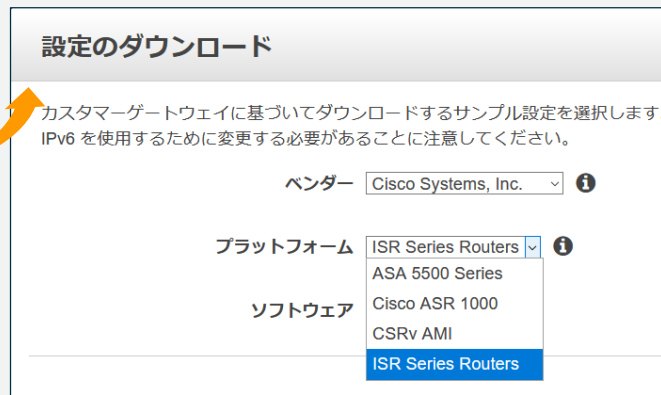 設定のダウンロード
カスタマーゲートウェイに基づいてダウンロードするサンプル設定を選択します
IPv6 を使用するために変更する必要があることに注意してください。
ベンダー Cisco Systems, Inc.
プラットフォーム ISR Series Routers
ASA 5500 Series
ソフトウェア Cisco ASR 1000
CSRv AMI
ISR Series Routers